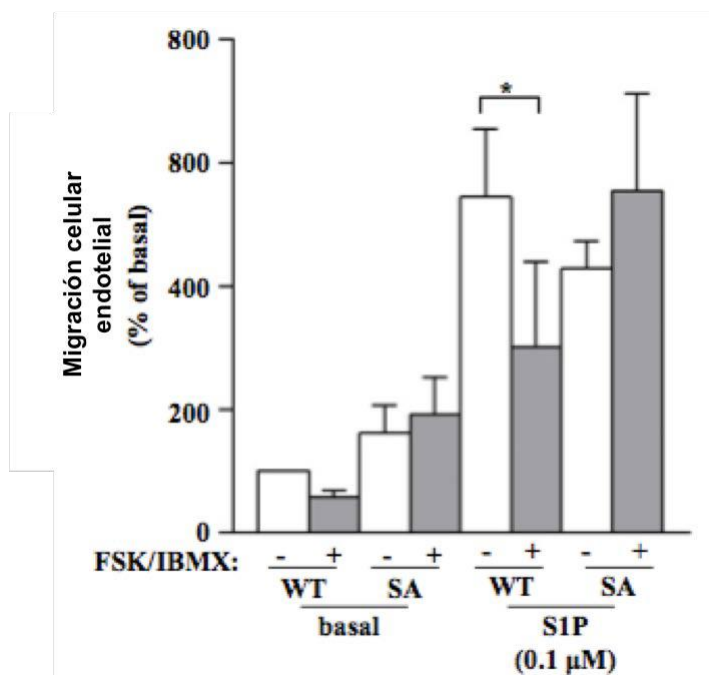 Migración celular
endotelial
(% of basal)
800
800
400
200
0
*
FSK/IBMX: - + - + - + - +
WT SA WT SA
basal S1P
(0.1 µM)